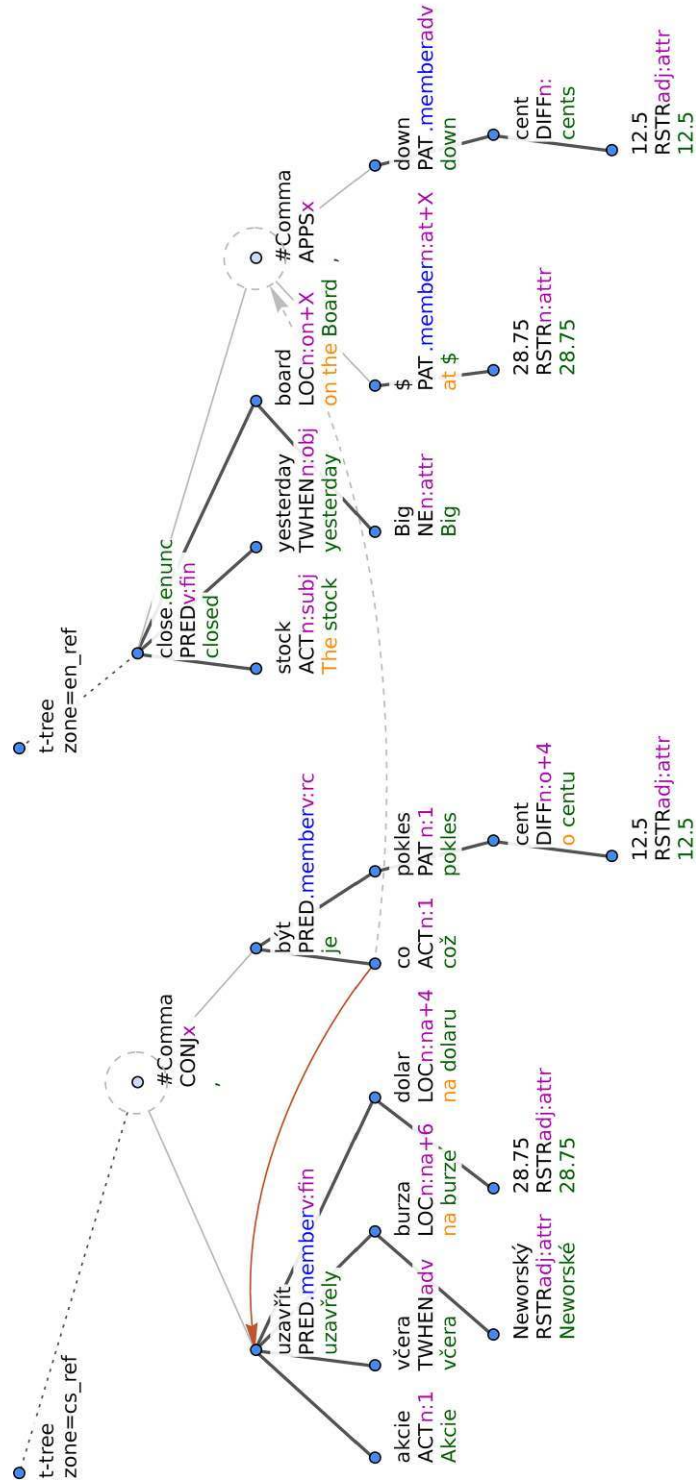 t-tree
zone=cs_ref
#Comma
CONJx
,
uzavřít
PRED.memberv:fin
uzavřely
být
PRED.memberv:rc
je
akcie
ACTn:1
Akcie
včera
TWHENadv
včera
burza
LOCn:na+6
na burze
dolar
LOCn:na+4
na dolaru
co
ACTn:1
což
pokles
PATn:1
pokles
Neworský
RSTRadj:attr
Neworské
28.75
RSTRadj:attr
28.75
cent
DIFFn:o+4
o centu
12.5
RSTRadj:attr
12.5
t-tree
zone=en_ref
close.enunc
PREDv:fin
closed
stock
ACTn:subj
The stock
yesterday
TWHENn:obj
yesterday
board
LOCn:on+X
on the Board
#Comma
APPSx
,
Big
NEn:attr
Big
$
PAT.membern:at+X
at $
down
PAT.memberadv
down
28.75
RSTRn:attr
28.75
cent
DIFFn:
cents
12.5
RSTRadj:attr
12.5